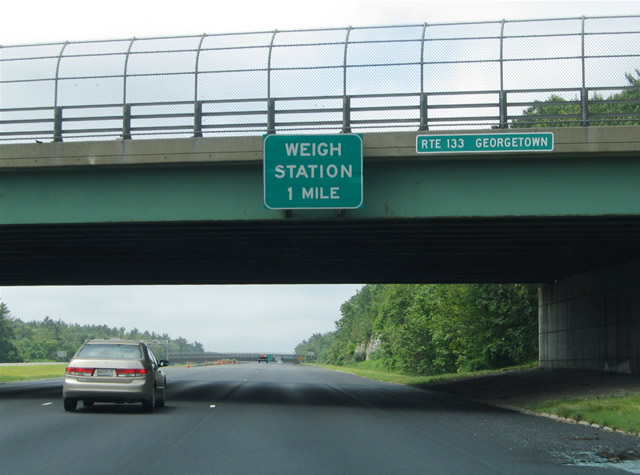 WEIGH
STATION
1 MILE
RTE 133 GEORGETOWN